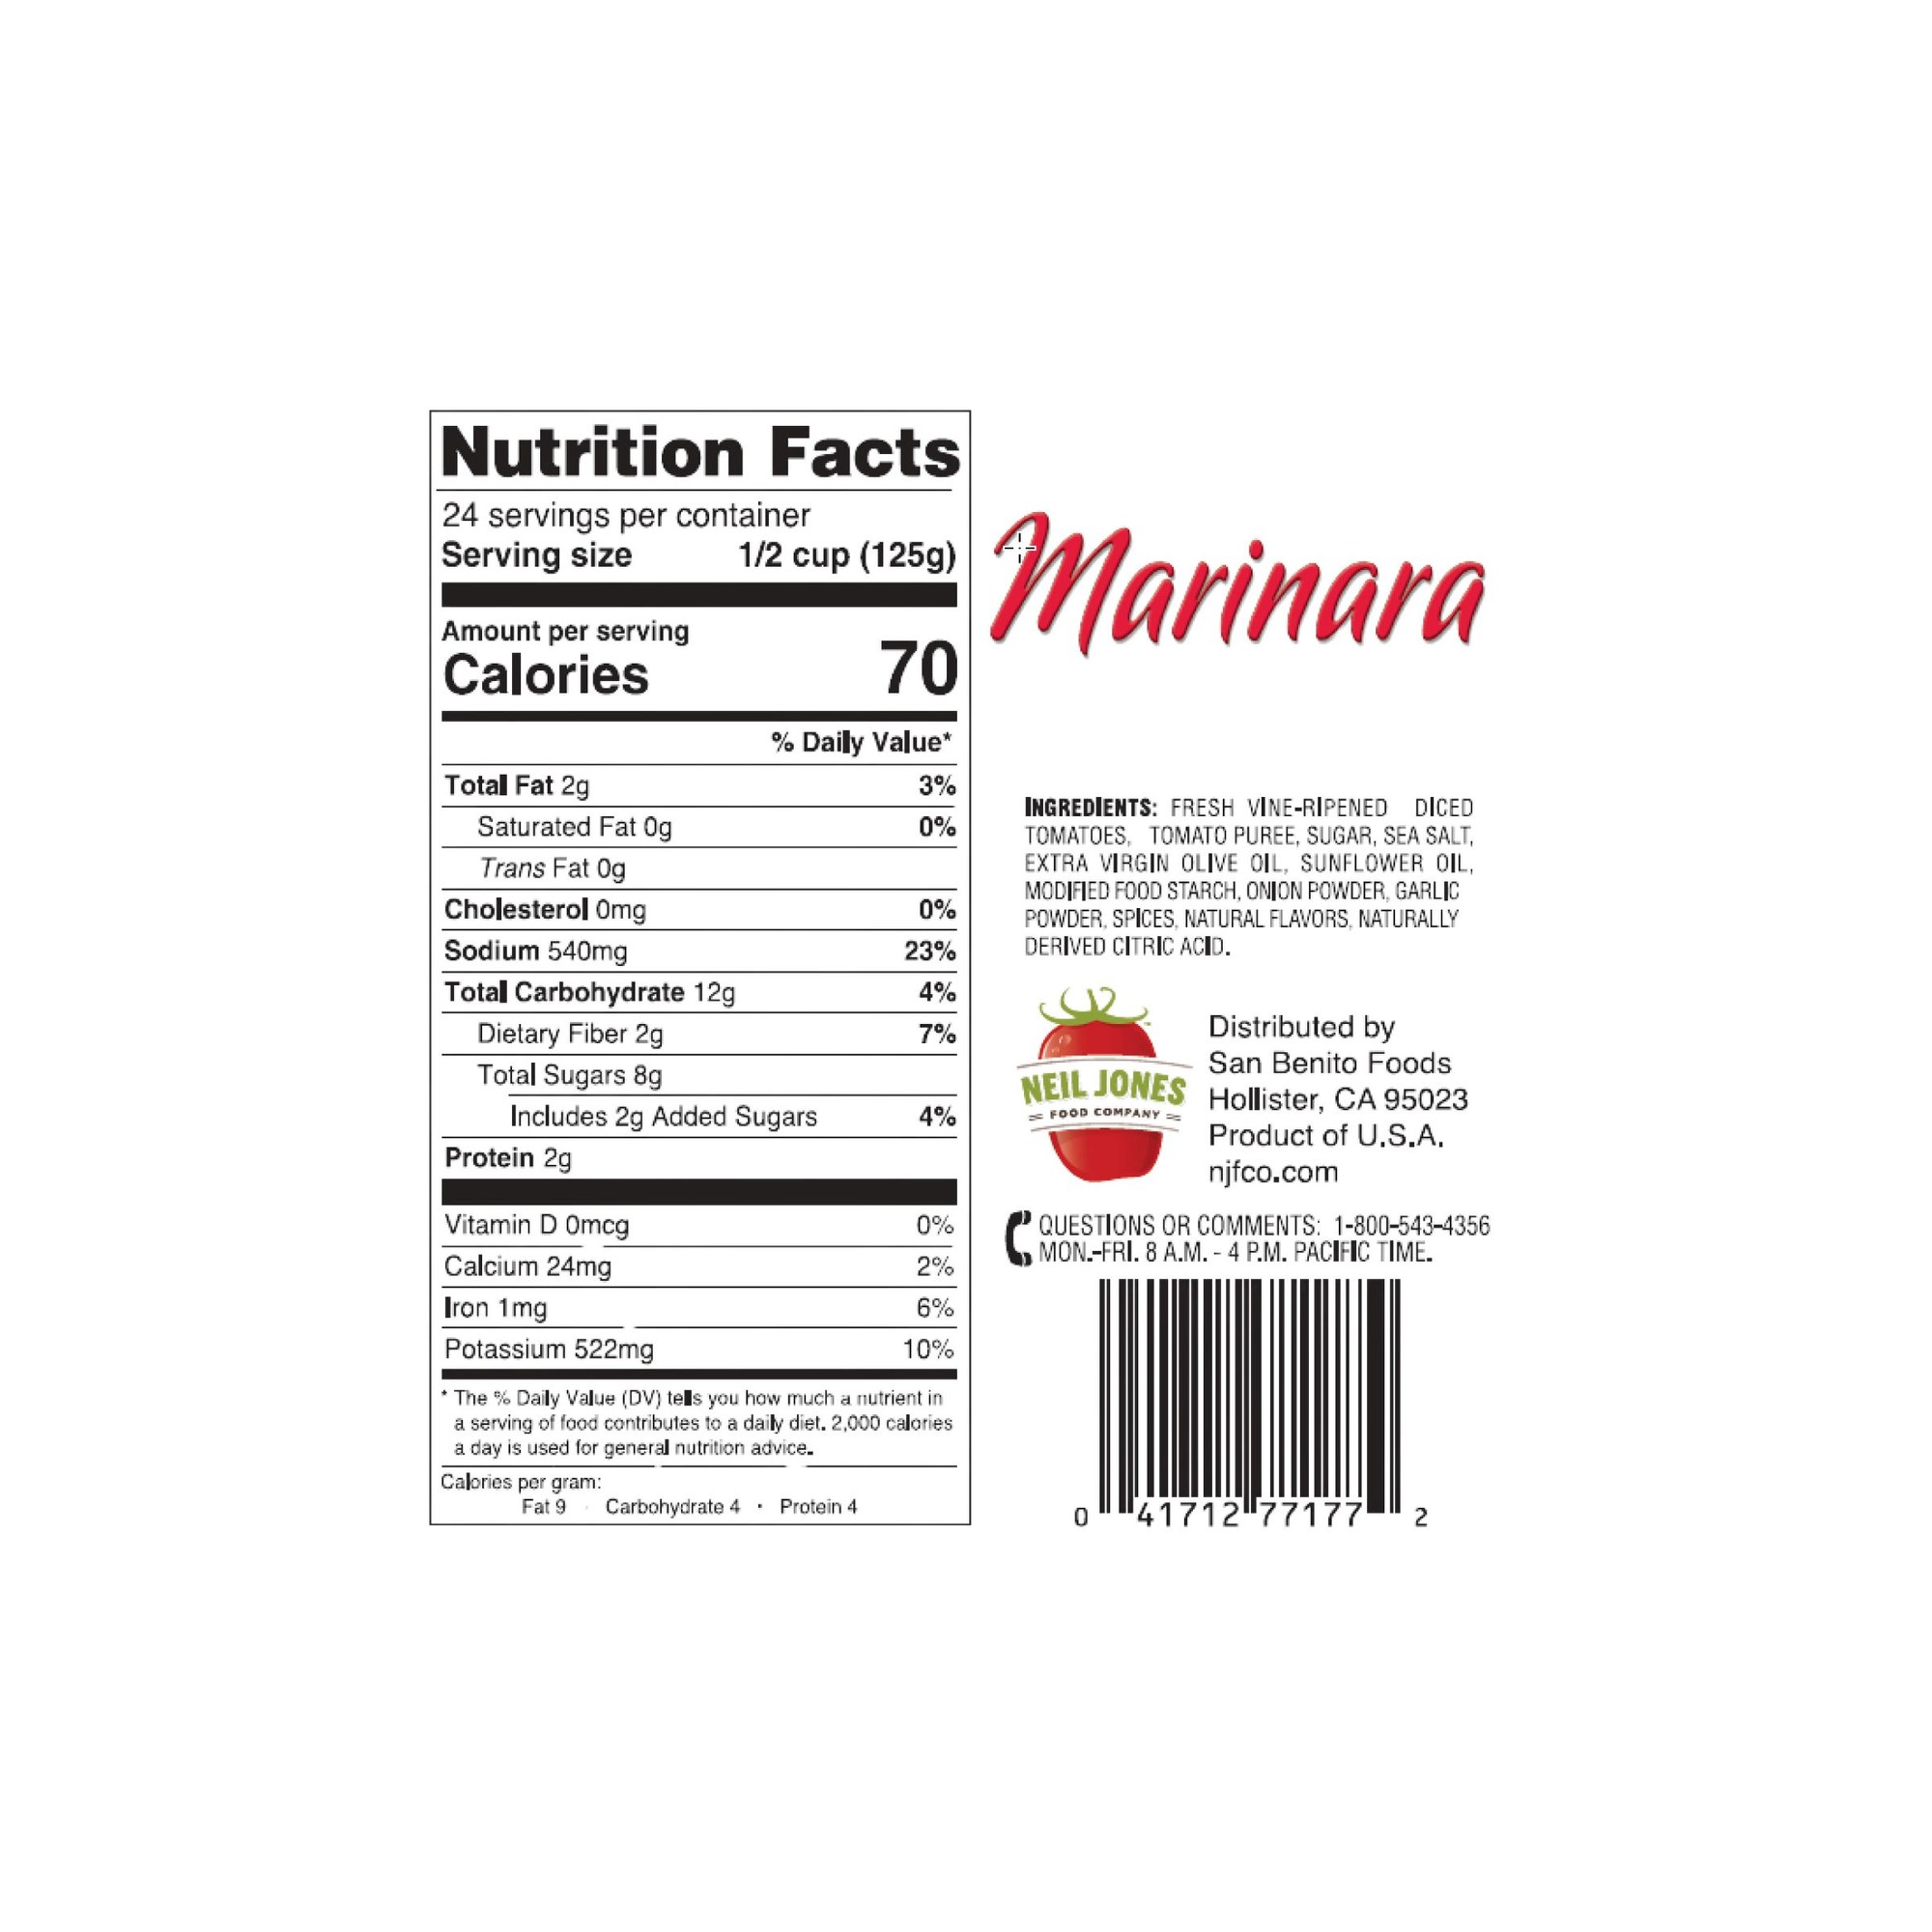 Nutrition Facts
24 servings per container
Serving size 1/2 cup (125g)
Amount per serving
Calories 70
% Daily Value*
Total Fat 2g 3%
Saturated Fat 0g 0%
Trans Fat 0g
Cholesterol 0mg 0%
Sodium 540mg 23%
Total Carbohydrate 12g 4%
Dietary Fiber 2g 7%
Total Sugars 8g
Includes 2g Added Sugars 4%
Protein 2g
Vitamin D 0mcg 0%
Calcium 24mg 2%
Iron 1mg 6%
Potassium 522mg 10%
* The % Daily Value (DV) tells you how much a nutrient in
a serving of food contributes to a daily diet. 2,000 calories
a day is used for general nutrition advice.
Calories per gram:
Fat 9 · Carbohydrate 4 • Protein 4
Marinara
INGREDIENTS: FRESH VINE-RIPENED DICED
TOMATOES, TOMATO PUREE, SUGAR, SEA SALT,
EXTRA VIRGIN OLIVE OIL, SUNFLOWER OIL,
MODIFIED FOOD STARCH, ONION POWDER, GARLIC
POWDER, SPICES, NATURAL FLAVORS, NATURALLY
DERIVED CITRIC ACID.
NEIL JONES
FOOD COMPANY
Distributed by
San Benito Foods
Hollister, CA 95023
Product of U.S.A.
njfco.com
QUESTIONS OR COMMENTS: 1-800-543-4356
MON.-FRI. 8 A.M. - 4 P.M. PACIFIC TIME.
0 41712 77177 2